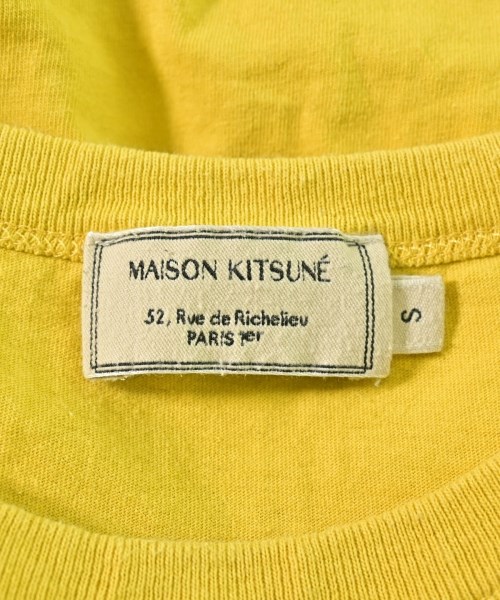 MAISON KITSUNÉ
52, Rue de Richelieu
PARIS 1er
S